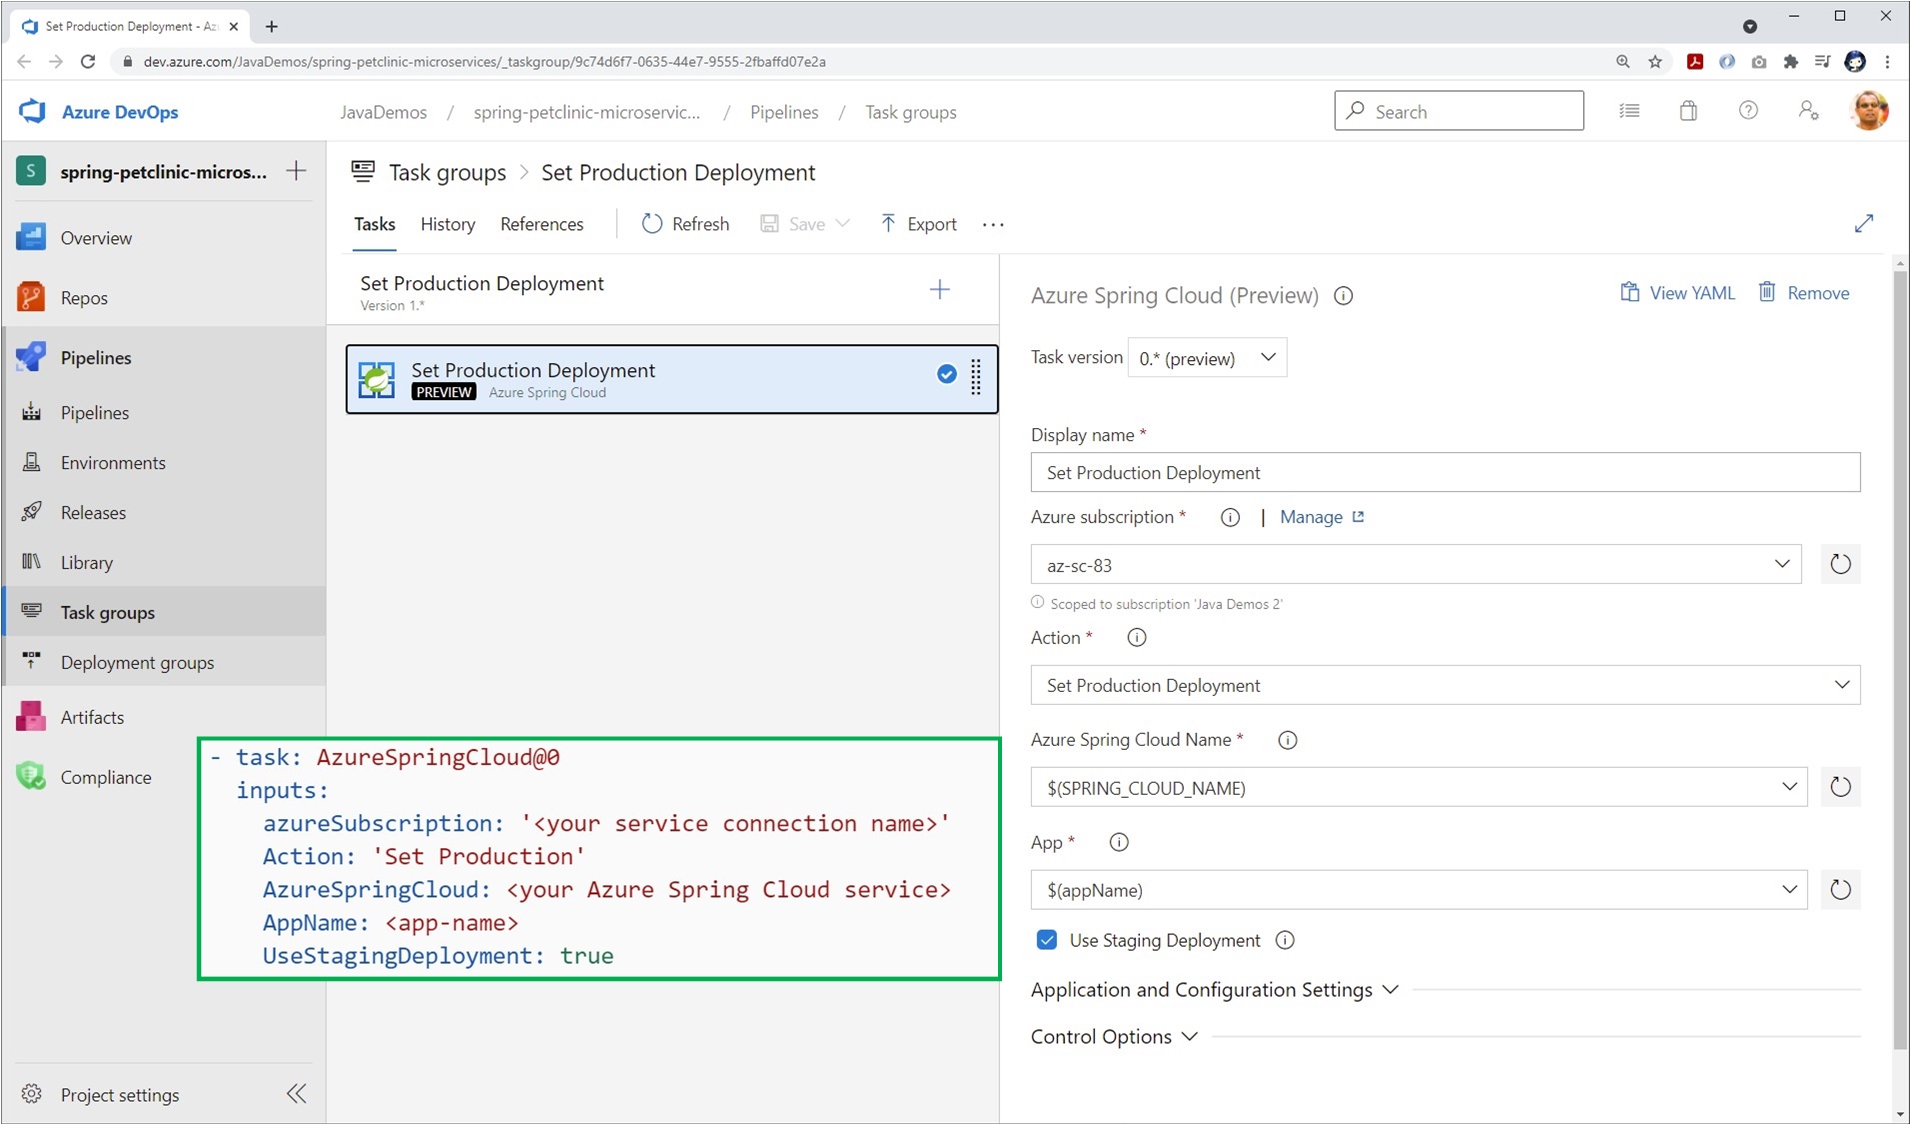 Set Production Deployment - Az
dev.azure.com/JavaDemos/spring-petclinic-microservices/_taskgroup/9c74d6f7-0635-44e7-9555-2fbaffd07e2a
Azure DevOps
JavaDemos / spring-petclinic-microservic... / Pipelines / Task groups
Search
S spring-petclinic-micros...
Overview
Repos
Pipelines
Pipelines
Environments
Releases
Library
Task groups
Deployment groups
Artifacts
Compliance
Project settings
Task groups > Set Production Deployment
Tasks History References Refresh Save Export ...
Set Production Deployment
Version 1.*
Set Production Deployment
PREVIEW Azure Spring Cloud
- task: AzureSpringCloud@0
inputs:
azureSubscription: '<your service connection name>'
Action: 'Set Production'
AzureSpringCloud: <your Azure Spring Cloud service>
AppName: <app-name>
UseStagingDeployment: true
Azure Spring Cloud (Preview)
View YAML Remove
Task version 0.* (preview)
Display name *
Set Production Deployment
Azure subscription * | Manage
az-sc-83
Scoped to subscription 'Java Demos 2'
Action *
Set Production Deployment
Azure Spring Cloud Name *
$(SPRING_CLOUD_NAME)
App *
$(appName)
Use Staging Deployment
Application and Configuration Settings
Control Options